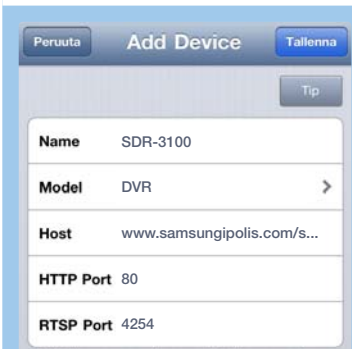 Peruuta Add Device Tallenna
Tip
Name SDR-3100
Model DVR
Host www.samsungipolis.com/s...
HTTP Port 80
RTSP Port 4254